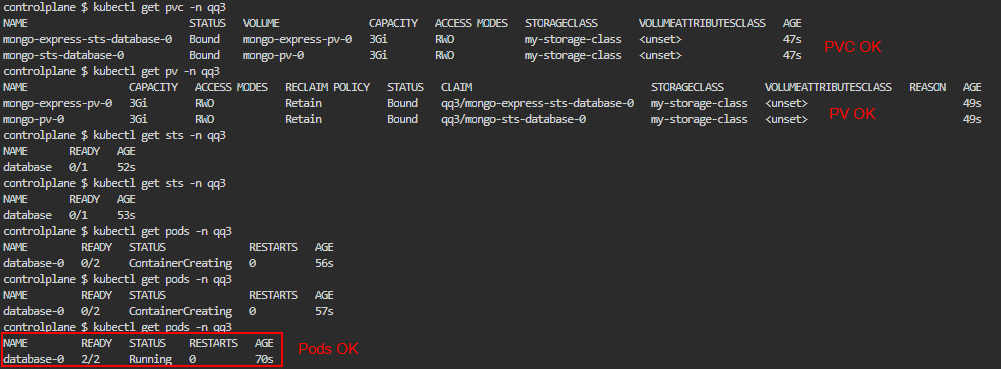 controlplane $ kubectl get pvc -n qq3
NAME STATUS VOLUME CAPACITY ACCESS MODES STORAGECLASS VOLUMEATTRIBUTESCLASS AGE
mongo-express-sts-database-0 Bound mongo-express-pv-0 3Gi RWO my-storage-class <unset> 47s
mongo-sts-database-0 Bound mongo-pv-0 3Gi RWO my-storage-class <unset> 47s
PVC OK
controlplane $ kubectl get pv -n qq3
NAME CAPACITY ACCESS MODES RECLAIM POLICY STATUS CLAIM STORAGECLASS VOLUMEATTRIBUTESCLASS REASON AGE
mongo-express-pv-0 3Gi RWO Retain Bound qq3/mongo-express-sts-database-0 my-storage-class <unset> 49s
mongo-pv-0 3Gi RWO Retain Bound qq3/mongo-sts-database-0 my-storage-class <unset> 49s
PV OK
controlplane $ kubectl get sts -n qq3
NAME READY AGE
database 0/1 52s
controlplane $ kubectl get sts -n qq3
NAME READY AGE
database 0/1 53s
controlplane $ kubectl get pods -n qq3
NAME READY STATUS RESTARTS AGE
database-0 0/2 ContainerCreating 0 56s
controlplane $ kubectl get pods -n qq3
NAME READY STATUS RESTARTS AGE
database-0 0/2 ContainerCreating 0 57s
controlplane $ kubectl get pods -n qq3
NAME READY STATUS RESTARTS AGE
database-0 2/2 Running 0 70s
Pods OK